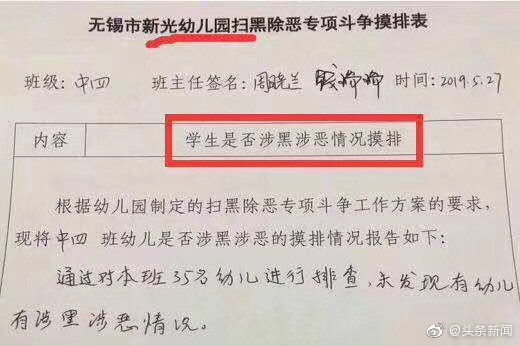 无锡市新光幼儿园扫黑除恶专项斗争摸排表
班级:中四 班主任签名:周晓兰 时间:2019.5.27
内容 学生是否涉黑涉恶情况摸排
根据幼儿园制定的扫黑除恶专项斗争工作方案的要求,
现将中四班幼儿是否涉黑涉恶的摸排情况报告如下:
通过对本班35名幼儿进行排查,未发现有幼儿
有涉黑涉恶情况。
@头条新闻